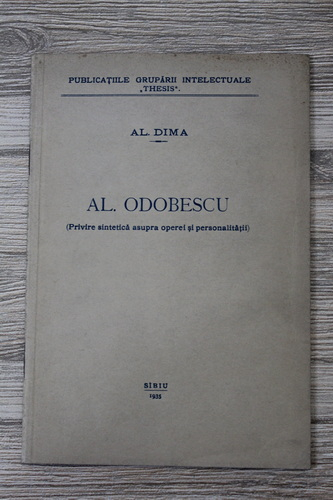 PUBLICAȚIILE GRUPĂRII INTELECTUALE
„THESIS”.
AL. DIMA
AL. ODOBESCU
(Privire sintetică asupra operei și personalității)
SIBIU
1935